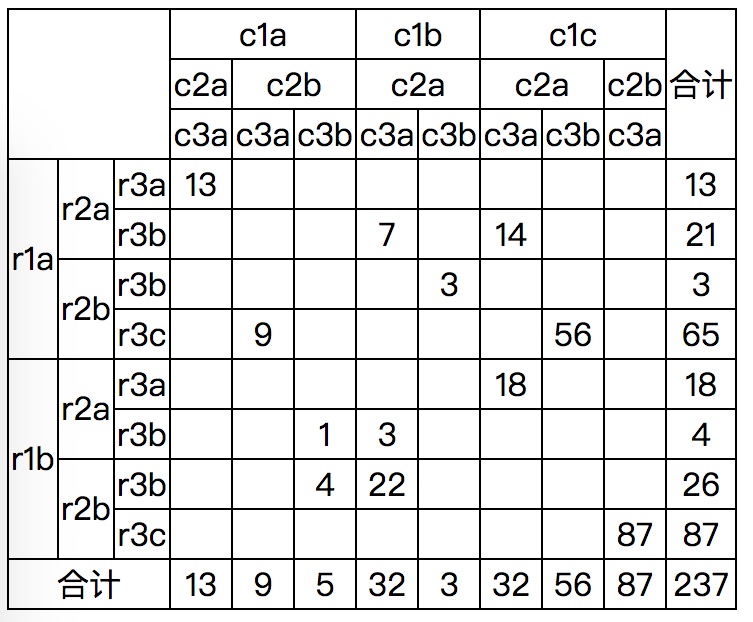 c1a c1b c1c 合计
c2a c2b c2a c2a c2b
c3a c3a c3b c3a c3b c3a c3b c3a
r1a r2a r3a 13 13
r3b 7 14 21
r2b r3b 3 3
r3c 9 56 65
r1b r2a r3a 18 18
r3b 1 3 4
r2b r3b 4 22 26
r3c 87 87
合计 13 9 5 32 3 32 56 87 237